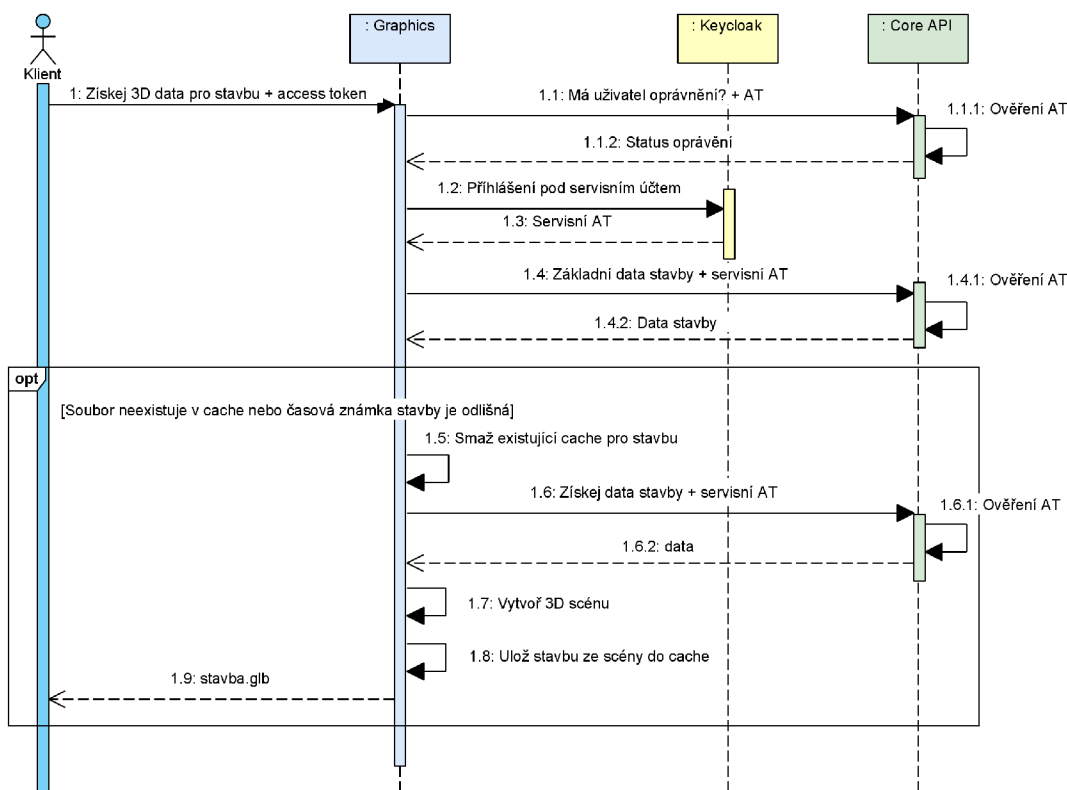 : Graphics
: Keycloak
: Core API
Klient
1: Získej 3D data pro stavbu + access token
1.1: Má uživatel oprávnění? + AT
1.1.1: Ověření AT
1.1.2: Status oprávění
1.2: Příhlášení pod servisním účtem
1.3: Servisní AT
1.4: Základní data stavby + servisní AT
1.4.1: Ověření AT
1.4.2: Data stavby
opt
[Soubor neexistuje v cache nebo časová známka stavby je odlišná]
1.5: Smaž existující cache pro stavbu
1.6: Získej data stavby + servisní AT
1.6.1: Ověření AT
1.6.2: data
1.7: Vytvoř 3D scénu
1.8: Ulož stavbu ze scény do cache
1.9: stavba.glb